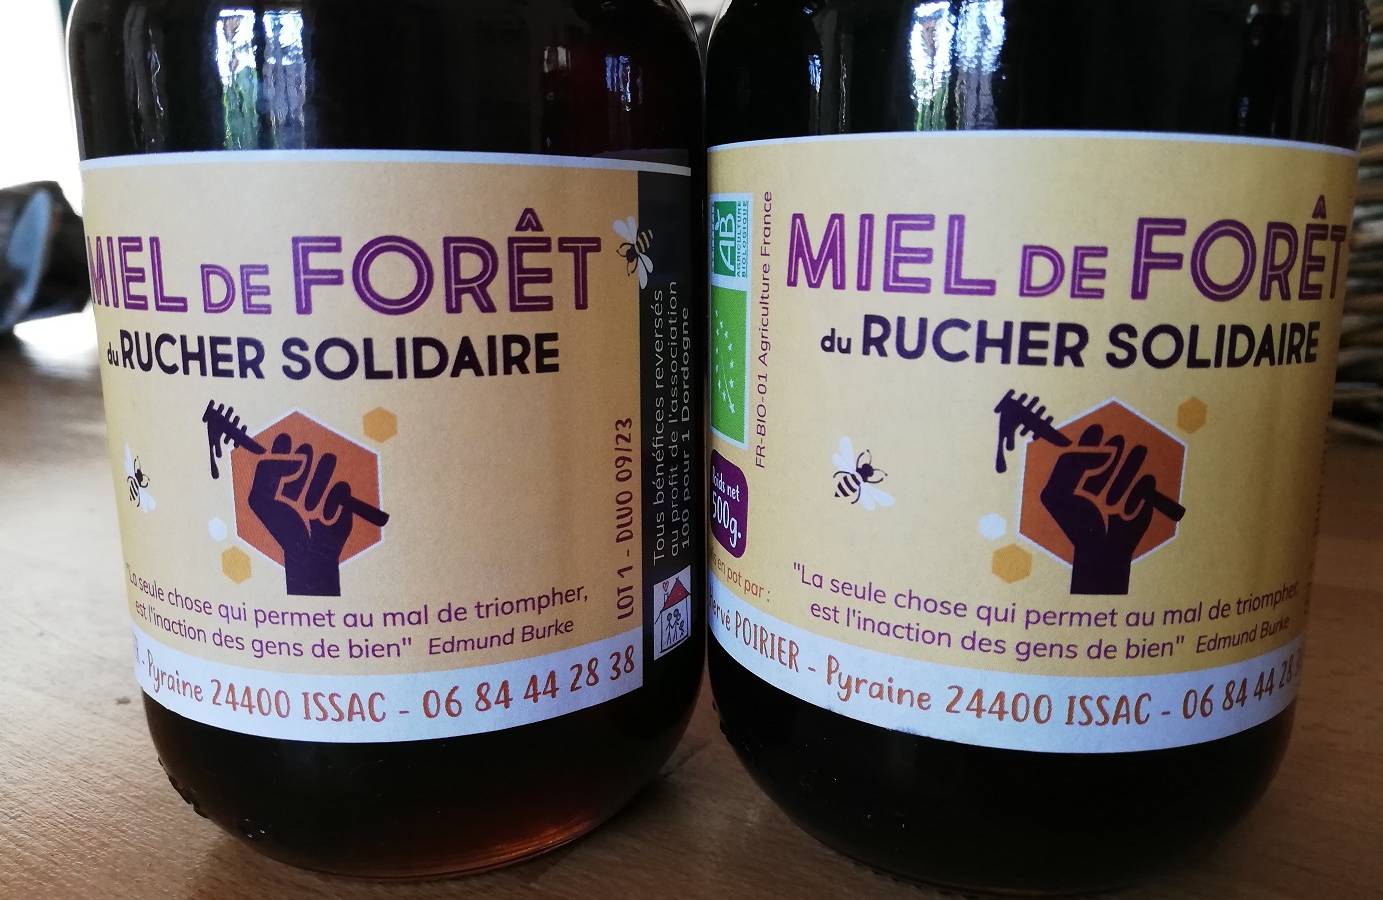 MIEL DE FORÊT
du RUCHER SOLIDAIRE
LOT 1 - DLUO 09/23
Tous bénéfices reversés
au profit de l'association
100 pour 1 Dordogne
"La seule chose qui permet au mal de triompher,
est l'inaction des gens de bien" Edmund Burke
- Pyraine 24400 ISSAC - 06 84 44 28 38
AB
AGRICULTURE
BIOLOGIQUE
FR-BIO-01 Agriculture France
Poids net
500g.
en pot par :
MIEL DE FORÊT
du RUCHER SOLIDAIRE
"La seule chose qui permet au mal de triompher,
est l'inaction des gens de bien" Edmund Burke
Hervé POIRIER - Pyraine 24400 ISSAC - 06 84 44 28 3